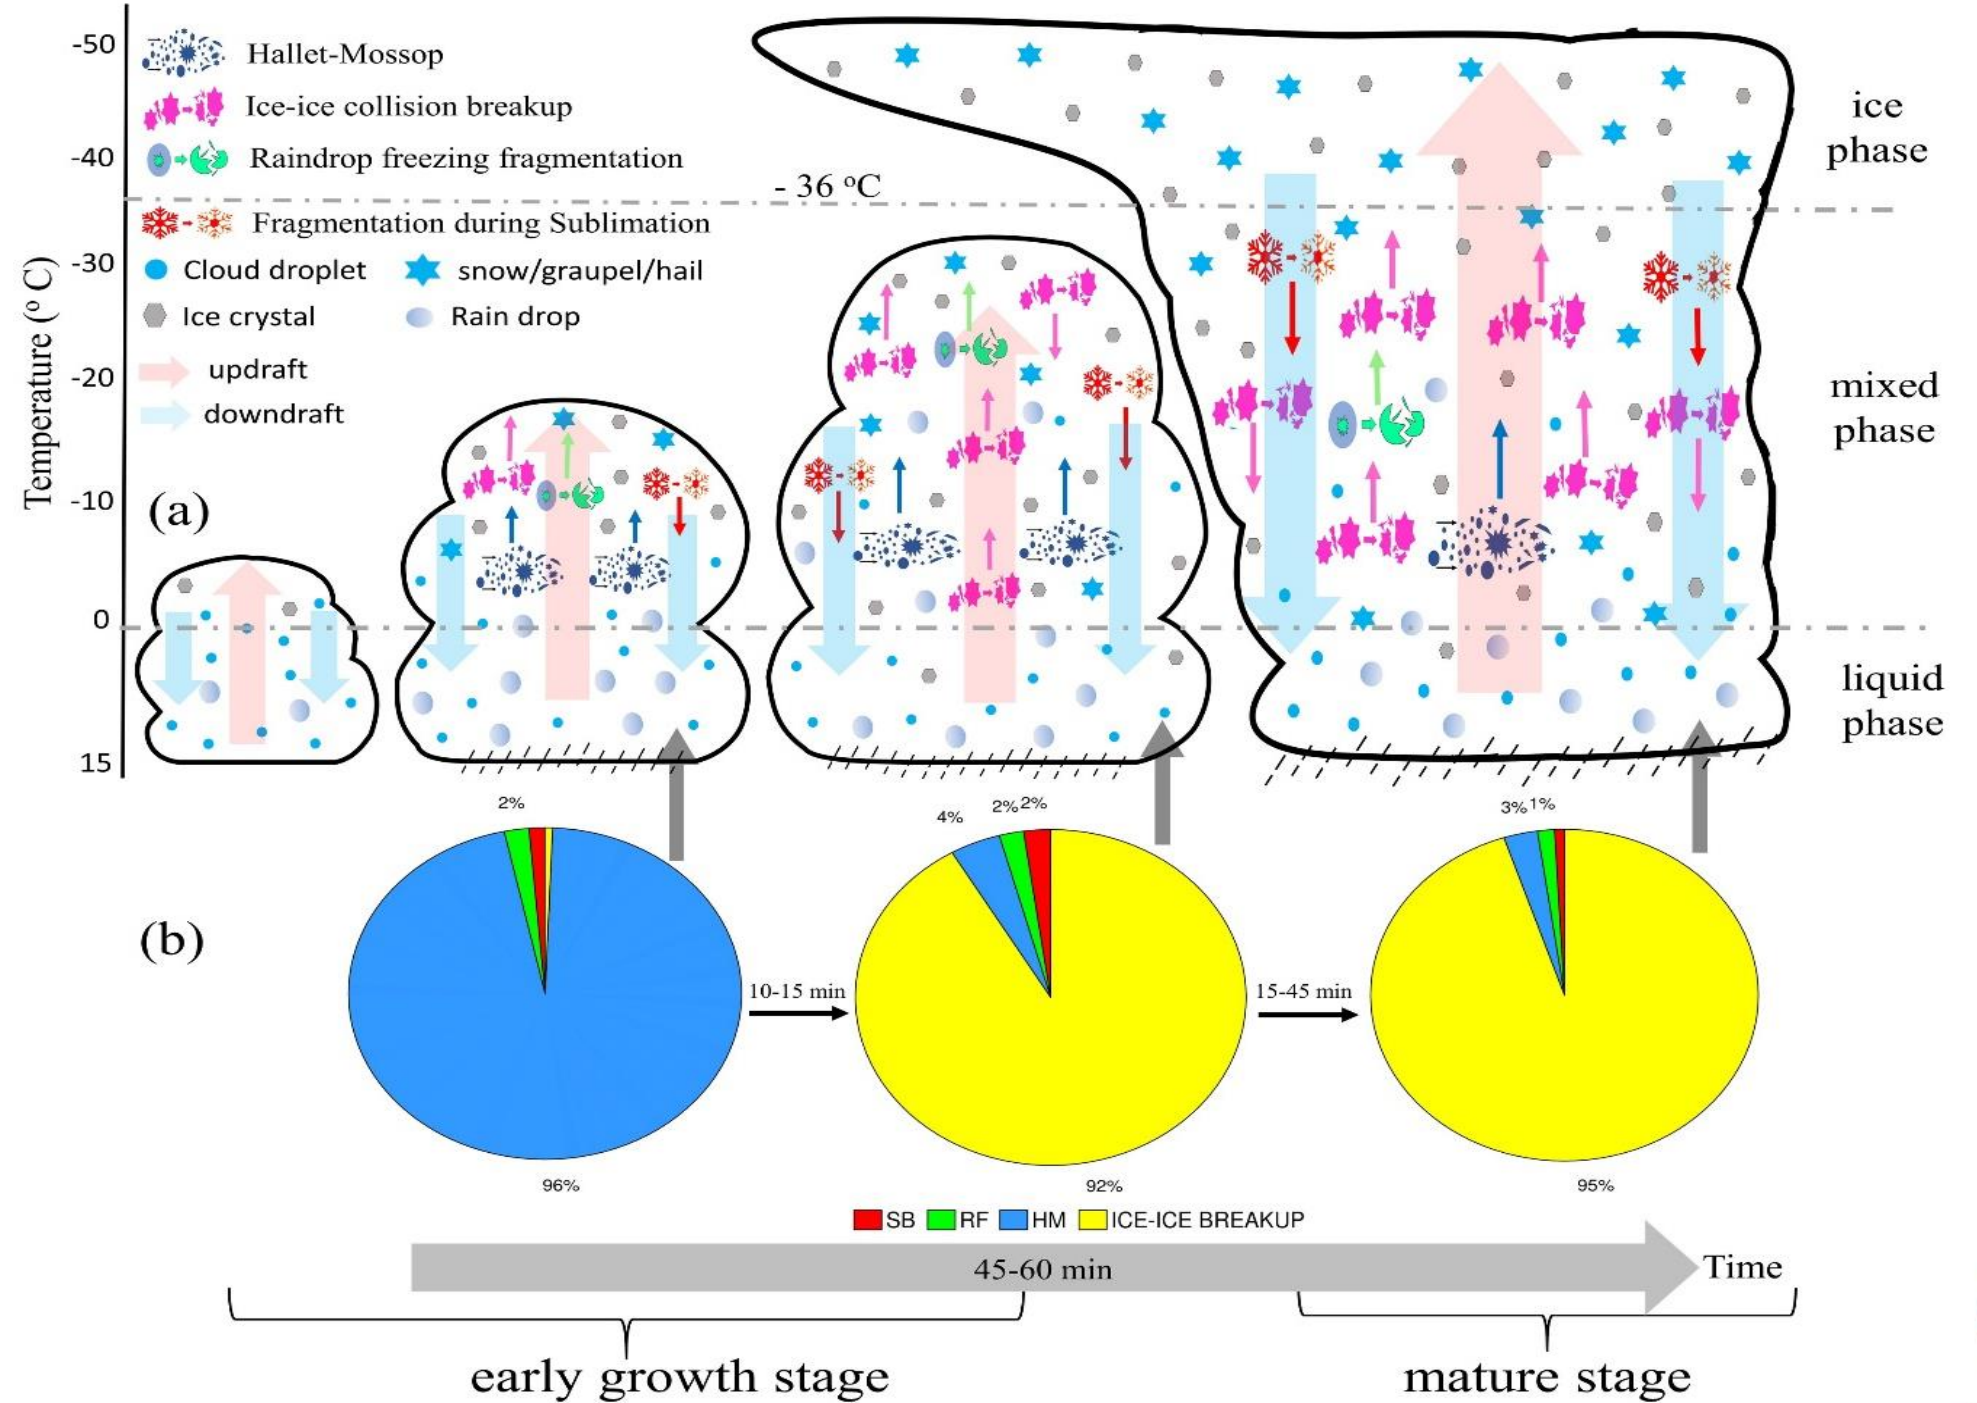 -50
-40
-30
-20
-10
0
15
Temperature (º C)
Hallet-Mossop
Ice-ice collision breakup
Raindrop freezing fragmentation
- 36 ºC
Fragmentation during Sublimation
Cloud droplet
snow/graupel/hail
Ice crystal
Rain drop
updraft
downdraft
(a)
ice
phase
mixed
phase
liquid
phase
(b)
2%
96%
10-15 min
4%
2%
2%
92%
15-45 min
3%
1%
95%
SB RF HM ICE-ICE BREAKUP
45-60 min
Time
early growth stage
mature stage